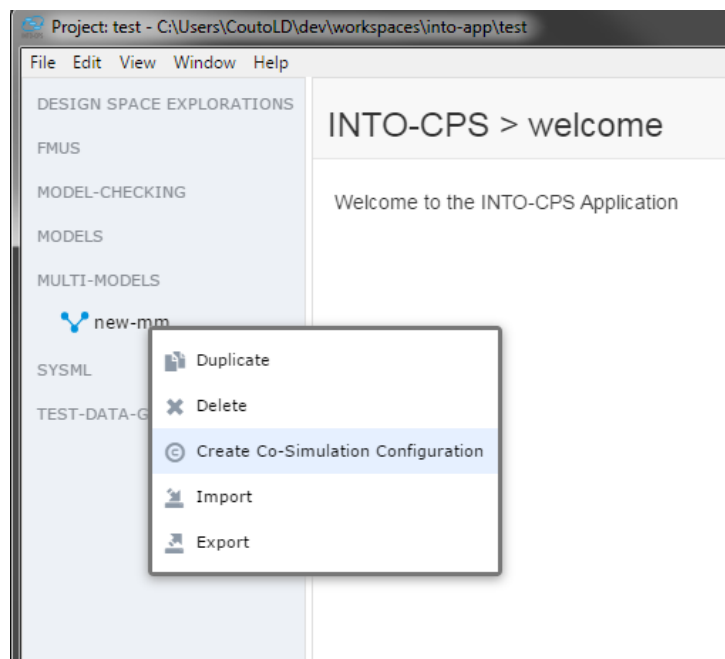 Project: test - C:\Users\CoutoLD\dev\workspaces\into-app\test
File Edit View Window Help
DESIGN SPACE EXPLORATIONS
FMUS
MODEL-CHECKING
MODELS
MULTI-MODELS
new-mm
SYSML
TEST-DATA-G
INTO-CPS > welcome
Welcome to the INTO-CPS Application
Duplicate
Delete
Create Co-Simulation Configuration
Import
Export